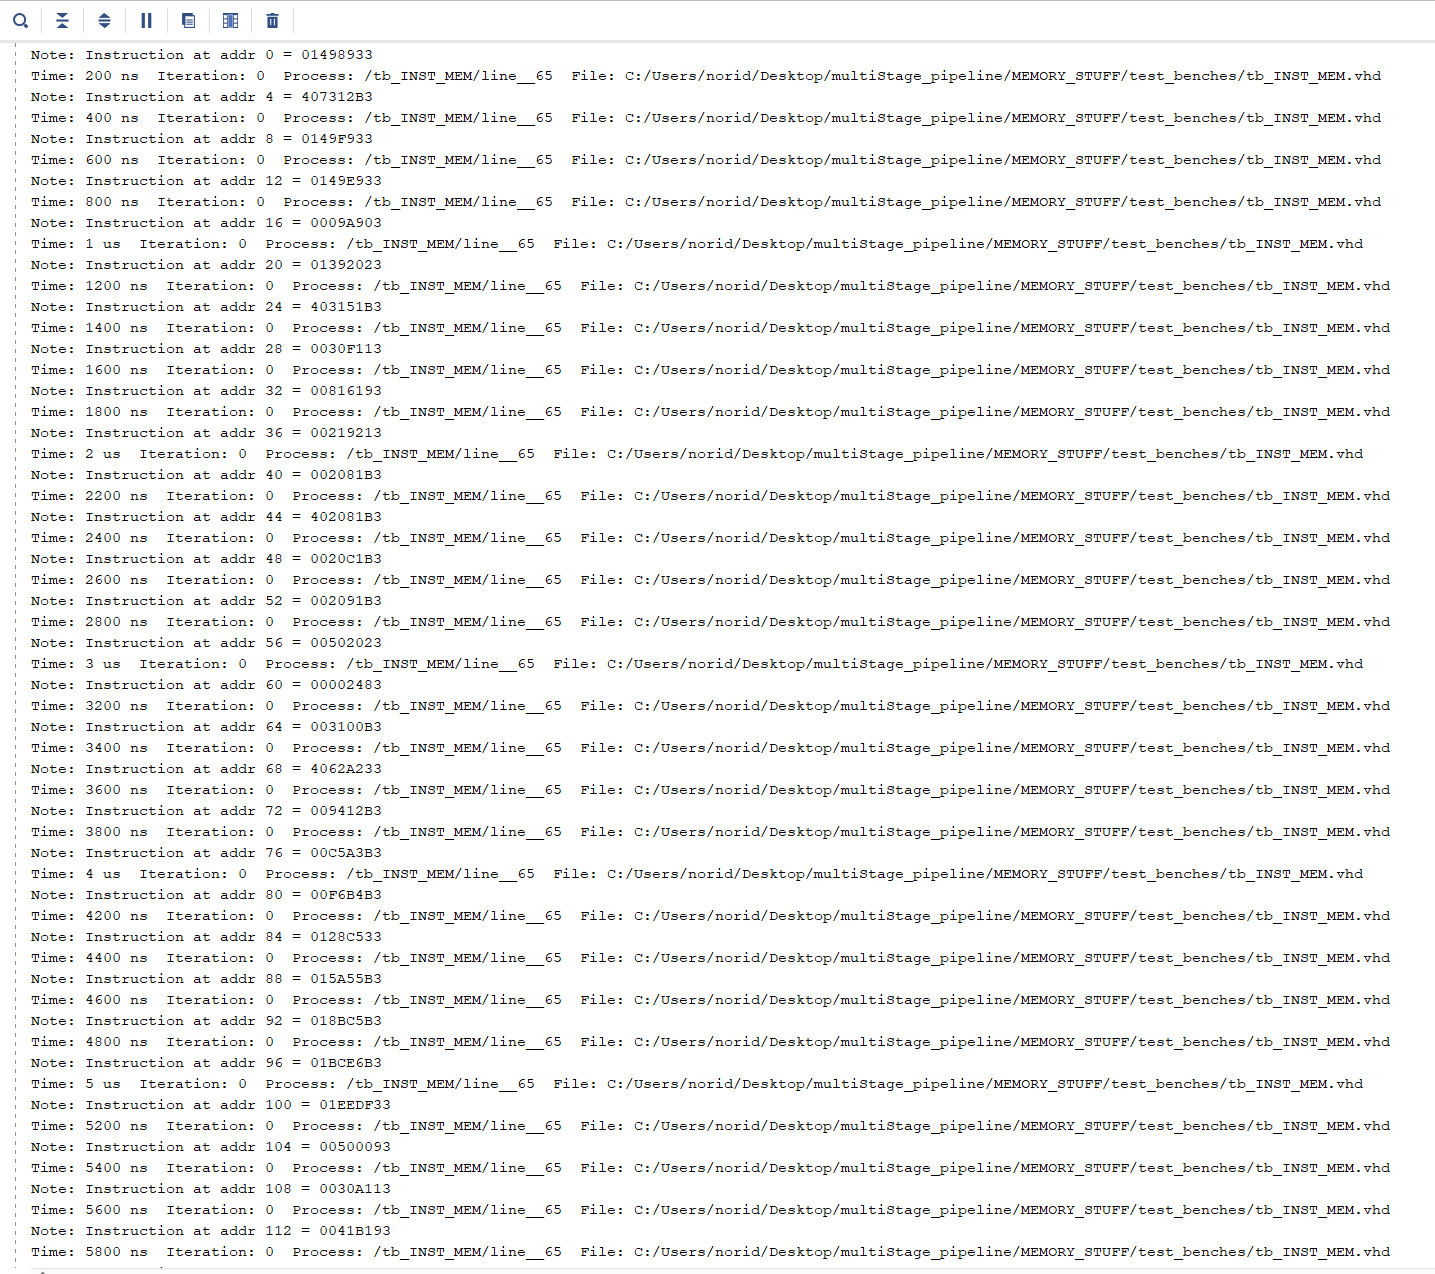 Note: Instruction at addr 0 = 01498933
Time: 200 ns  Iteration: 0  Process: /tb_INST_MEM/line__65  File: C:/Users/norid/Desktop/multiStage_pipeline/MEMORY_STUFF/test_benches/tb_INST_MEM.vhd
Note: Instruction at addr 4 = 407312B3
Time: 400 ns  Iteration: 0  Process: /tb_INST_MEM/line__65  File: C:/Users/norid/Desktop/multiStage_pipeline/MEMORY_STUFF/test_benches/tb_INST_MEM.vhd
Note: Instruction at addr 8 = 0149F933
Time: 600 ns  Iteration: 0  Process: /tb_INST_MEM/line__65  File: C:/Users/norid/Desktop/multiStage_pipeline/MEMORY_STUFF/test_benches/tb_INST_MEM.vhd
Note: Instruction at addr 12 = 0149E933
Time: 800 ns  Iteration: 0  Process: /tb_INST_MEM/line__65  File: C:/Users/norid/Desktop/multiStage_pipeline/MEMORY_STUFF/test_benches/tb_INST_MEM.vhd
Note: Instruction at addr 16 = 0009A903
Time: 1 us  Iteration: 0  Process: /tb_INST_MEM/line__65  File: C:/Users/norid/Desktop/multiStage_pipeline/MEMORY_STUFF/test_benches/tb_INST_MEM.vhd
Note: Instruction at addr 20 = 01392023
Time: 1200 ns  Iteration: 0  Process: /tb_INST_MEM/line__65  File: C:/Users/norid/Desktop/multiStage_pipeline/MEMORY_STUFF/test_benches/tb_INST_MEM.vhd
Note: Instruction at addr 24 = 403151B3
Time: 1400 ns  Iteration: 0  Process: /tb_INST_MEM/line__65  File: C:/Users/norid/Desktop/multiStage_pipeline/MEMORY_STUFF/test_benches/tb_INST_MEM.vhd
Note: Instruction at addr 28 = 0030F113
Time: 1600 ns  Iteration: 0  Process: /tb_INST_MEM/line__65  File: C:/Users/norid/Desktop/multiStage_pipeline/MEMORY_STUFF/test_benches/tb_INST_MEM.vhd
Note: Instruction at addr 32 = 00816193
Time: 1800 ns  Iteration: 0  Process: /tb_INST_MEM/line__65  File: C:/Users/norid/Desktop/multiStage_pipeline/MEMORY_STUFF/test_benches/tb_INST_MEM.vhd
Note: Instruction at addr 36 = 00219213
Time: 2 us  Iteration: 0  Process: /tb_INST_MEM/line__65  File: C:/Users/norid/Desktop/multiStage_pipeline/MEMORY_STUFF/test_benches/tb_INST_MEM.vhd
Note: Instruction at addr 40 = 002081B3
Time: 2200 ns  Iteration: 0  Process: /tb_INST_MEM/line__65  File: C:/Users/norid/Desktop/multiStage_pipeline/MEMORY_STUFF/test_benches/tb_INST_MEM.vhd
Note: Instruction at addr 44 = 402081B3
Time: 2400 ns  Iteration: 0  Process: /tb_INST_MEM/line__65  File: C:/Users/norid/Desktop/multiStage_pipeline/MEMORY_STUFF/test_benches/tb_INST_MEM.vhd
Note: Instruction at addr 48 = 0020C1B3
Time: 2600 ns  Iteration: 0  Process: /tb_INST_MEM/line__65  File: C:/Users/norid/Desktop/multiStage_pipeline/MEMORY_STUFF/test_benches/tb_INST_MEM.vhd
Note: Instruction at addr 52 = 002091B3
Time: 2800 ns  Iteration: 0  Process: /tb_INST_MEM/line__65  File: C:/Users/norid/Desktop/multiStage_pipeline/MEMORY_STUFF/test_benches/tb_INST_MEM.vhd
Note: Instruction at addr 56 = 00502023
Time: 3 us  Iteration: 0  Process: /tb_INST_MEM/line__65  File: C:/Users/norid/Desktop/multiStage_pipeline/MEMORY_STUFF/test_benches/tb_INST_MEM.vhd
Note: Instruction at addr 60 = 00002483
Time: 3200 ns  Iteration: 0  Process: /tb_INST_MEM/line__65  File: C:/Users/norid/Desktop/multiStage_pipeline/MEMORY_STUFF/test_benches/tb_INST_MEM.vhd
Note: Instruction at addr 64 = 003100B3
Time: 3400 ns  Iteration: 0  Process: /tb_INST_MEM/line__65  File: C:/Users/norid/Desktop/multiStage_pipeline/MEMORY_STUFF/test_benches/tb_INST_MEM.vhd
Note: Instruction at addr 68 = 4062A233
Time: 3600 ns  Iteration: 0  Process: /tb_INST_MEM/line__65  File: C:/Users/norid/Desktop/multiStage_pipeline/MEMORY_STUFF/test_benches/tb_INST_MEM.vhd
Note: Instruction at addr 72 = 009412B3
Time: 3800 ns  Iteration: 0  Process: /tb_INST_MEM/line__65  File: C:/Users/norid/Desktop/multiStage_pipeline/MEMORY_STUFF/test_benches/tb_INST_MEM.vhd
Note: Instruction at addr 76 = 00C5A3B3
Time: 4 us  Iteration: 0  Process: /tb_INST_MEM/line__65  File: C:/Users/norid/Desktop/multiStage_pipeline/MEMORY_STUFF/test_benches/tb_INST_MEM.vhd
Note: Instruction at addr 80 = 00F6B4B3
Time: 4200 ns  Iteration: 0  Process: /tb_INST_MEM/line__65  File: C:/Users/norid/Desktop/multiStage_pipeline/MEMORY_STUFF/test_benches/tb_INST_MEM.vhd
Note: Instruction at addr 84 = 0128C533
Time: 4400 ns  Iteration: 0  Process: /tb_INST_MEM/line__65  File: C:/Users/norid/Desktop/multiStage_pipeline/MEMORY_STUFF/test_benches/tb_INST_MEM.vhd
Note: Instruction at addr 88 = 015A55B3
Time: 4600 ns  Iteration: 0  Process: /tb_INST_MEM/line__65  File: C:/Users/norid/Desktop/multiStage_pipeline/MEMORY_STUFF/test_benches/tb_INST_MEM.vhd
Note: Instruction at addr 92 = 018BC5B3
Time: 4800 ns  Iteration: 0  Process: /tb_INST_MEM/line__65  File: C:/Users/norid/Desktop/multiStage_pipeline/MEMORY_STUFF/test_benches/tb_INST_MEM.vhd
Note: Instruction at addr 96 = 01BCE6B3
Time: 5 us  Iteration: 0  Process: /tb_INST_MEM/line__65  File: C:/Users/norid/Desktop/multiStage_pipeline/MEMORY_STUFF/test_benches/tb_INST_MEM.vhd
Note: Instruction at addr 100 = 01EEDF33
Time: 5200 ns  Iteration: 0  Process: /tb_INST_MEM/line__65  File: C:/Users/norid/Desktop/multiStage_pipeline/MEMORY_STUFF/test_benches/tb_INST_MEM.vhd
Note: Instruction at addr 104 = 00500093
Time: 5400 ns  Iteration: 0  Process: /tb_INST_MEM/line__65  File: C:/Users/norid/Desktop/multiStage_pipeline/MEMORY_STUFF/test_benches/tb_INST_MEM.vhd
Note: Instruction at addr 108 = 0030A113
Time: 5600 ns  Iteration: 0  Process: /tb_INST_MEM/line__65  File: C:/Users/norid/Desktop/multiStage_pipeline/MEMORY_STUFF/test_benches/tb_INST_MEM.vhd
Note: Instruction at addr 112 = 0041B193
Time: 5800 ns  Iteration: 0  Process: /tb_INST_MEM/line__65  File: C:/Users/norid/Desktop/multiStage_pipeline/MEMORY_STUFF/test_benches/tb_INST_MEM.vhd